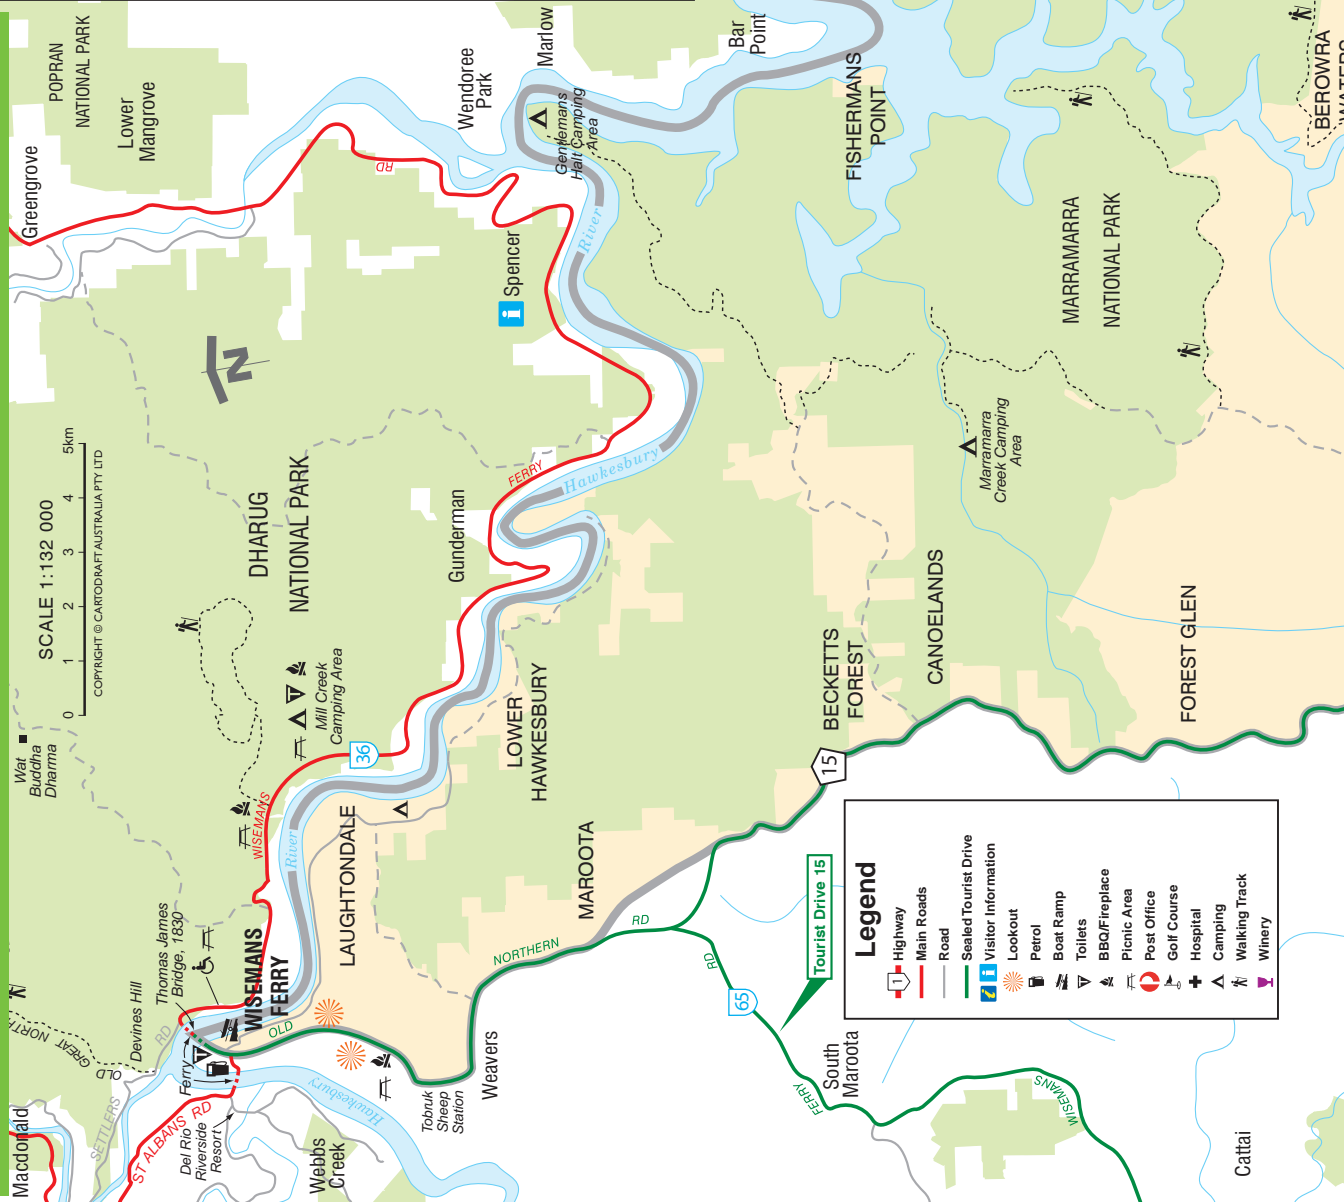 POPRAN
NATIONAL PARK
Lower
Mangrove
Greengrove
Wendoree
Park
Marlow
Bar
Point
Gentlemans
Halt Camping
Area
FISHERMANS
POINT
BEROWRA
RD
River
Spencer
MARRAMARRA
NATIONAL PARK
N
SCALE 1:132 000
0 1 2 3 4 5km
COPYRIGHT © CARTODRAFT AUSTRALIA PTY LTD
DHARUG
NATIONAL PARK
Gunderman
FERRY
Hawkesbury
Marramarra
Creek Camping
Area
Wat
Buddha
Dharma
Mill Creek
Camping Area
36
WISEMANS
LOWER
HAWKESBURY
BECKETTS
FOREST
CANOELANDS
FOREST GLEN
15
River
LAUGHTONDALE
MAROOTA
Thomas James
Bridge, 1830
Devines Hill
WISEMANS
FERRY
OLD
NORTHERN
RD
RD
65
Tourist Drive 15
OLD
GREAT NORTH
RD
Ferry
SETTLERS
Macdonald
ST ALBANS RD
Del Rio
Riverside
Resort
Webbs
Creek
Hawkesbury
Tobruk
Sheep
Station
Weavers
FERRY
South
Maroota
WISEMANS
Cattai
Legend
1
Highway
Main Roads
Road
Sealed Tourist Drive
Visitor Information
Lookout
Petrol
Boat Ramp
Toilets
BBQ/Fireplace
Picnic Area
Post Office
Golf Course
Hospital
Camping
Walking Track
Winery